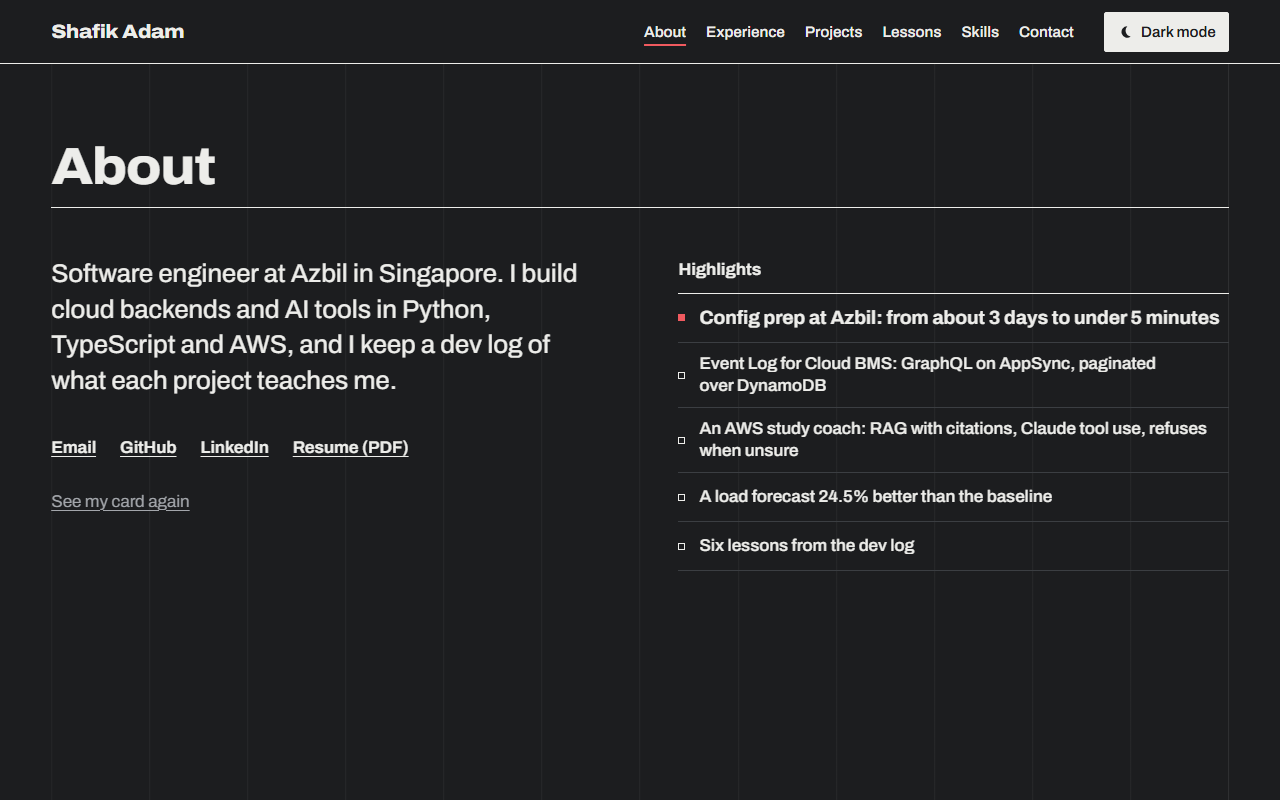 Shafik Adam
About
Experience
Projects
Lessons
Skills
Contact
Dark mode
About
Software engineer at Azbil in Singapore. I build
cloud backends and AI tools in Python,
TypeScript and AWS, and I keep a dev log of
what each project teaches me.
Email
GitHub
LinkedIn
Resume (PDF)
See my card again
Highlights
Config prep at Azbil: from about 3 days to under 5 minutes
Event Log for Cloud BMS: GraphQL on AppSync, paginated
over DynamoDB
An AWS study coach: RAG with citations, Claude tool use, refuses
when unsure
A load forecast 24.5% better than the baseline
Six lessons from the dev log